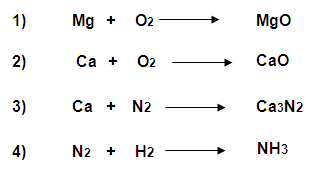 1) Mg + O2 ⟶ MgO
2) Ca + O2 ⟶ CaO
3) Ca + N2 ⟶ Ca3N2
4) N2 + H2 ⟶ NH3